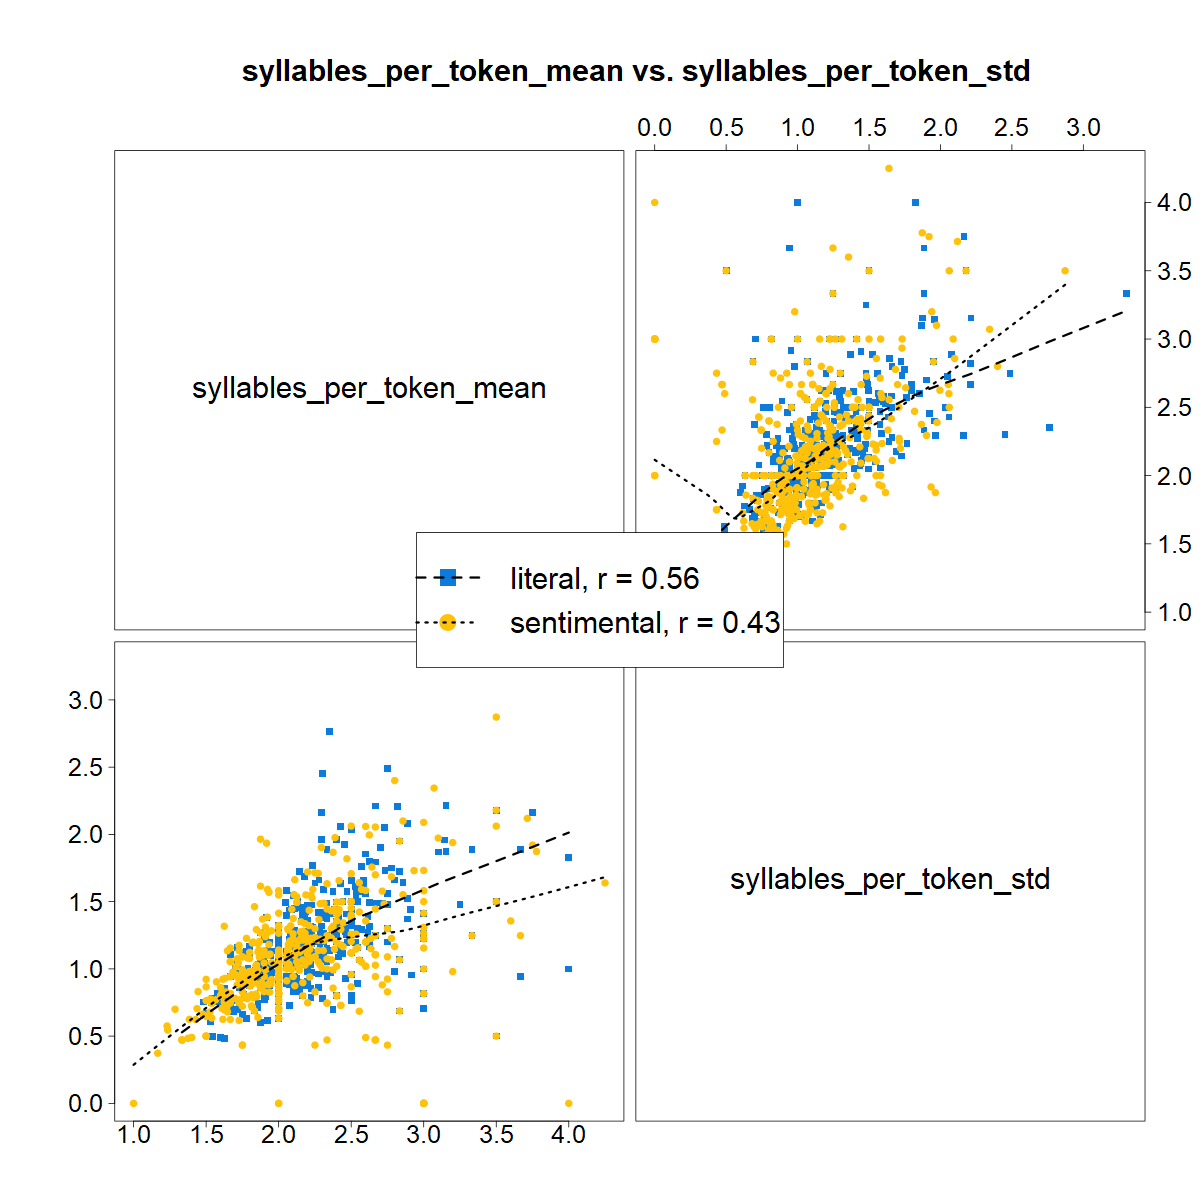 syllables_per_token_mean vs. syllables_per_token_std
0.0 0.5 1.0 1.5 2.0 2.5 3.0
4.0
3.5
3.0
2.5
2.0
1.5
1.0
syllables_per_token_mean
literal, r = 0.56
sentimental, r = 0.43
3.0
2.5
2.0
1.5
1.0
0.5
0.0
syllables_per_token_std
1.0 1.5 2.0 2.5 3.0 3.5 4.0